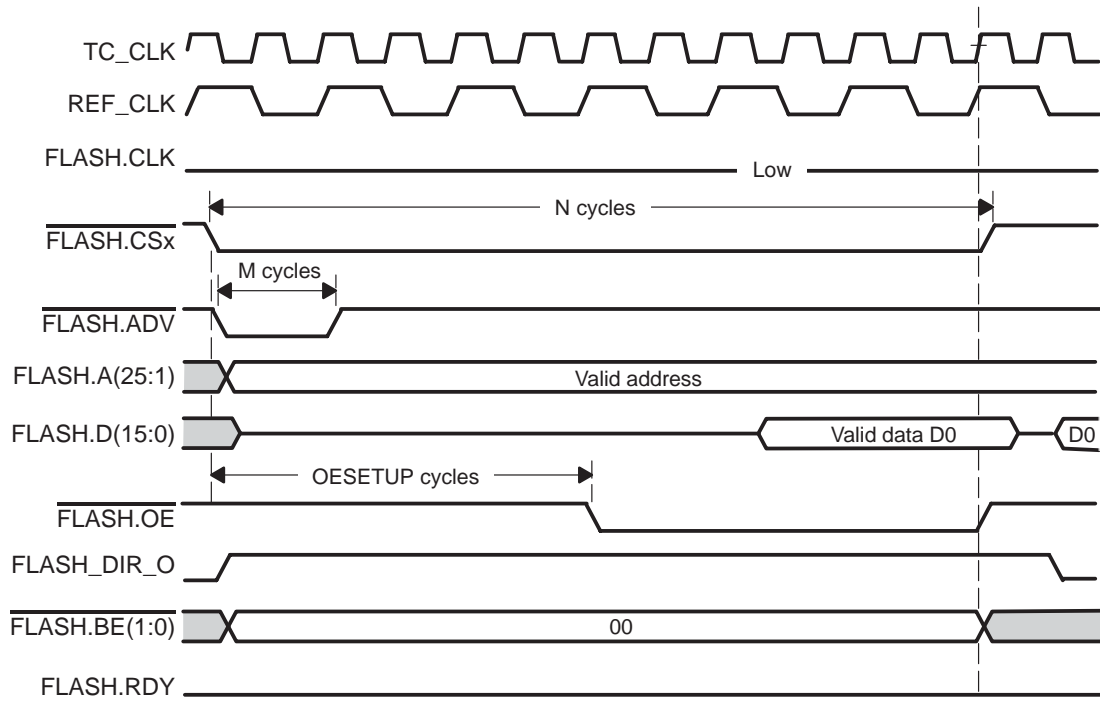 TC_CLK
REF_CLK
FLASH.CLK
Low
N cycles
FLASH.CSx
M cycles
FLASH.ADV
FLASH.A(25:1)
Valid address
FLASH.D(15:0)
Valid data D0
D0
OESETUP cycles
FLASH.OE
FLASH_DIR_O
FLASH.BE(1:0)
00
FLASH.RDY